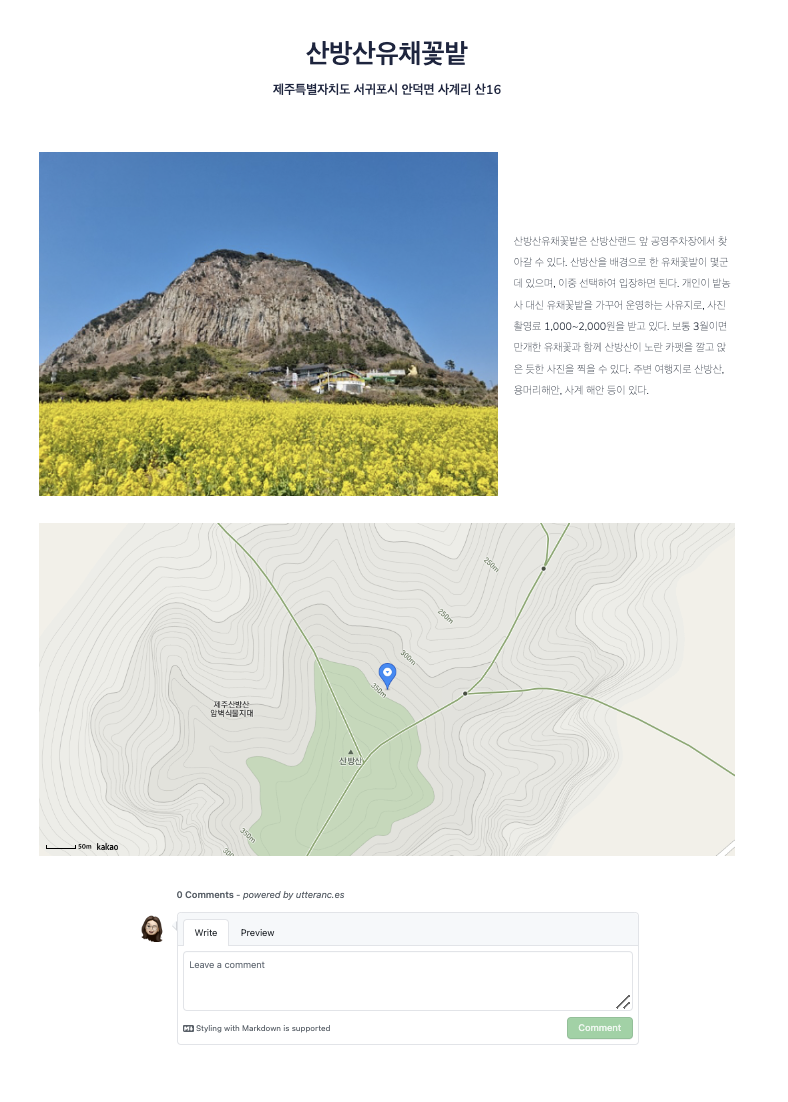 산방산유채꽃밭
제주특별자치도 서귀포시 안덕면 사계리 산16
산방산유채꽃밭은 산방산랜드 앞 공영주차장에서 찾
아갈 수 있다. 산방산을 배경으로 한 유채꽃밭이 몇군
데 있으며, 이중 선택하여 입장하면 된다. 개인이 밭농
사 대신 유채꽃밭을 가꾸어 운영하는 사유지로, 사진
촬영료 1,000~2,000원을 받고 있다. 보통 3월이면
만개한 유채꽃과 함께 산방산이 노란 카펫을 깔고 앉
은 듯한 사진을 찍을 수 있다. 주변 여행지로 산방산,
용머리해안, 사계 해안 등이 있다.
250m
250m
300m
350m
제주산방산
암벽식물지대
산방산
350m
300
50m kakao
0 Comments - powered by utteranc.es
Write Preview
Leave a comment
Styling with Markdown is supported
Comment